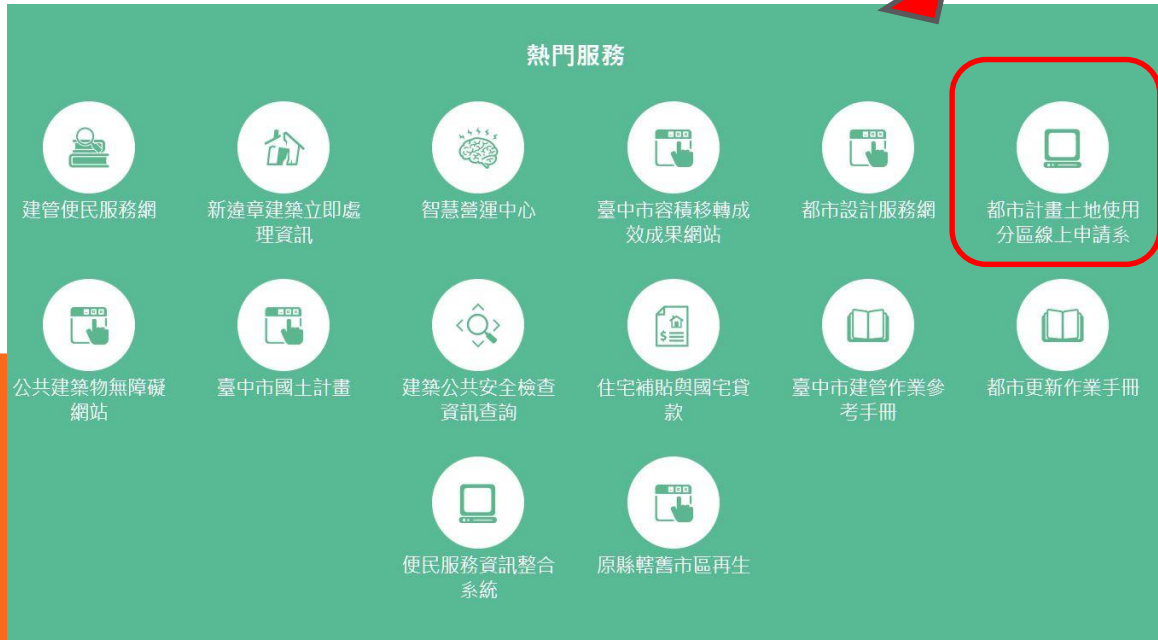 熱門服務
建管便民服務網
新違章建築立即處
理資訊
智慧營運中心
臺中市容積移轉成
效成果網站
都市設計服務網
都市計畫土地使用
分區線上申請系
公共建築物無障礙
網站
臺中市國土計畫
建築公共安全檢查
資訊查詢
住宅補貼與國宅貸
款
臺中市建管作業參
考手冊
都市更新作業手冊
便民服務資訊整合
系統
原縣轄舊市區再生